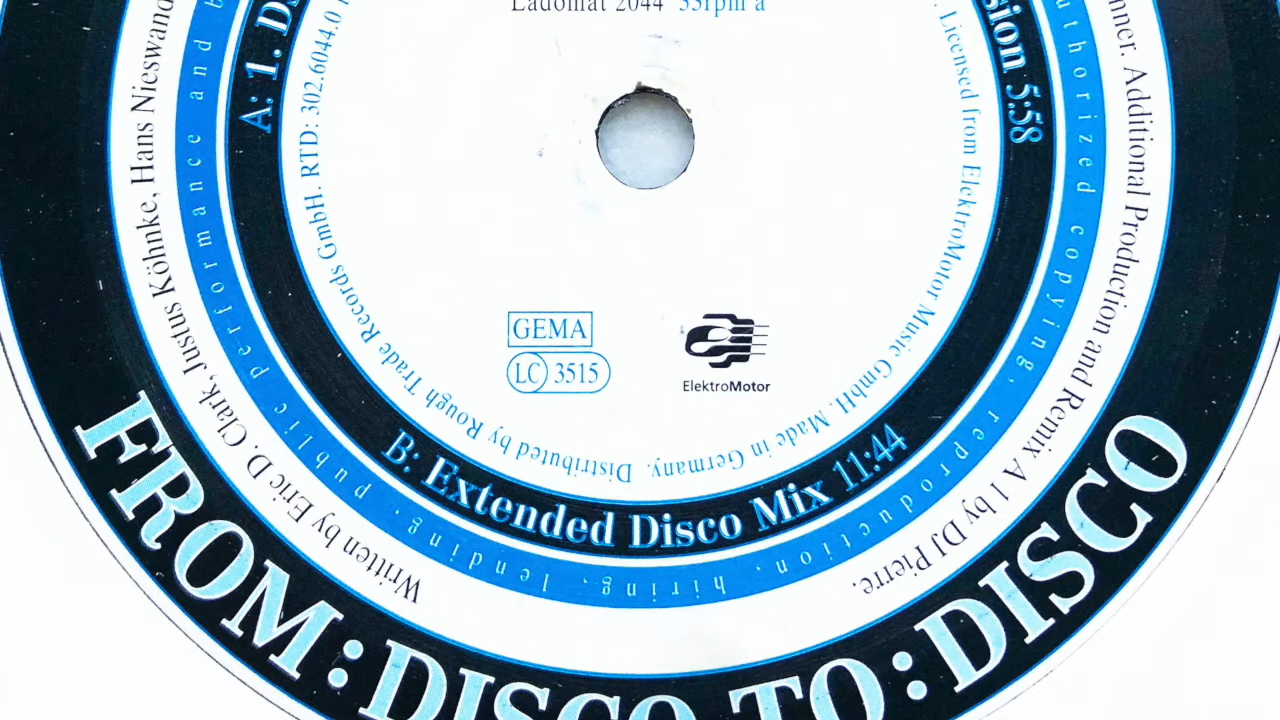 Ladomat 2044 33rpm a
A: 1. D
sion 5:58
B: Extended Disco Mix 11:44
GEMA
LC 3515
ElektroMotor
Licensed from ElektroMotor Music GmbH. Made in Germany. Distributed by Rough Trade Records GmbH. RTD: 302.6044.0
uthorized copying, reproduction, hiring, lending, public performance and b
Written by Eric D. Clark, Justus Köhnke, Hans Nieswand
nner. Additional Production and Remix A 1 by DJ Pierre.
FROM: DISCO TO: DISCO